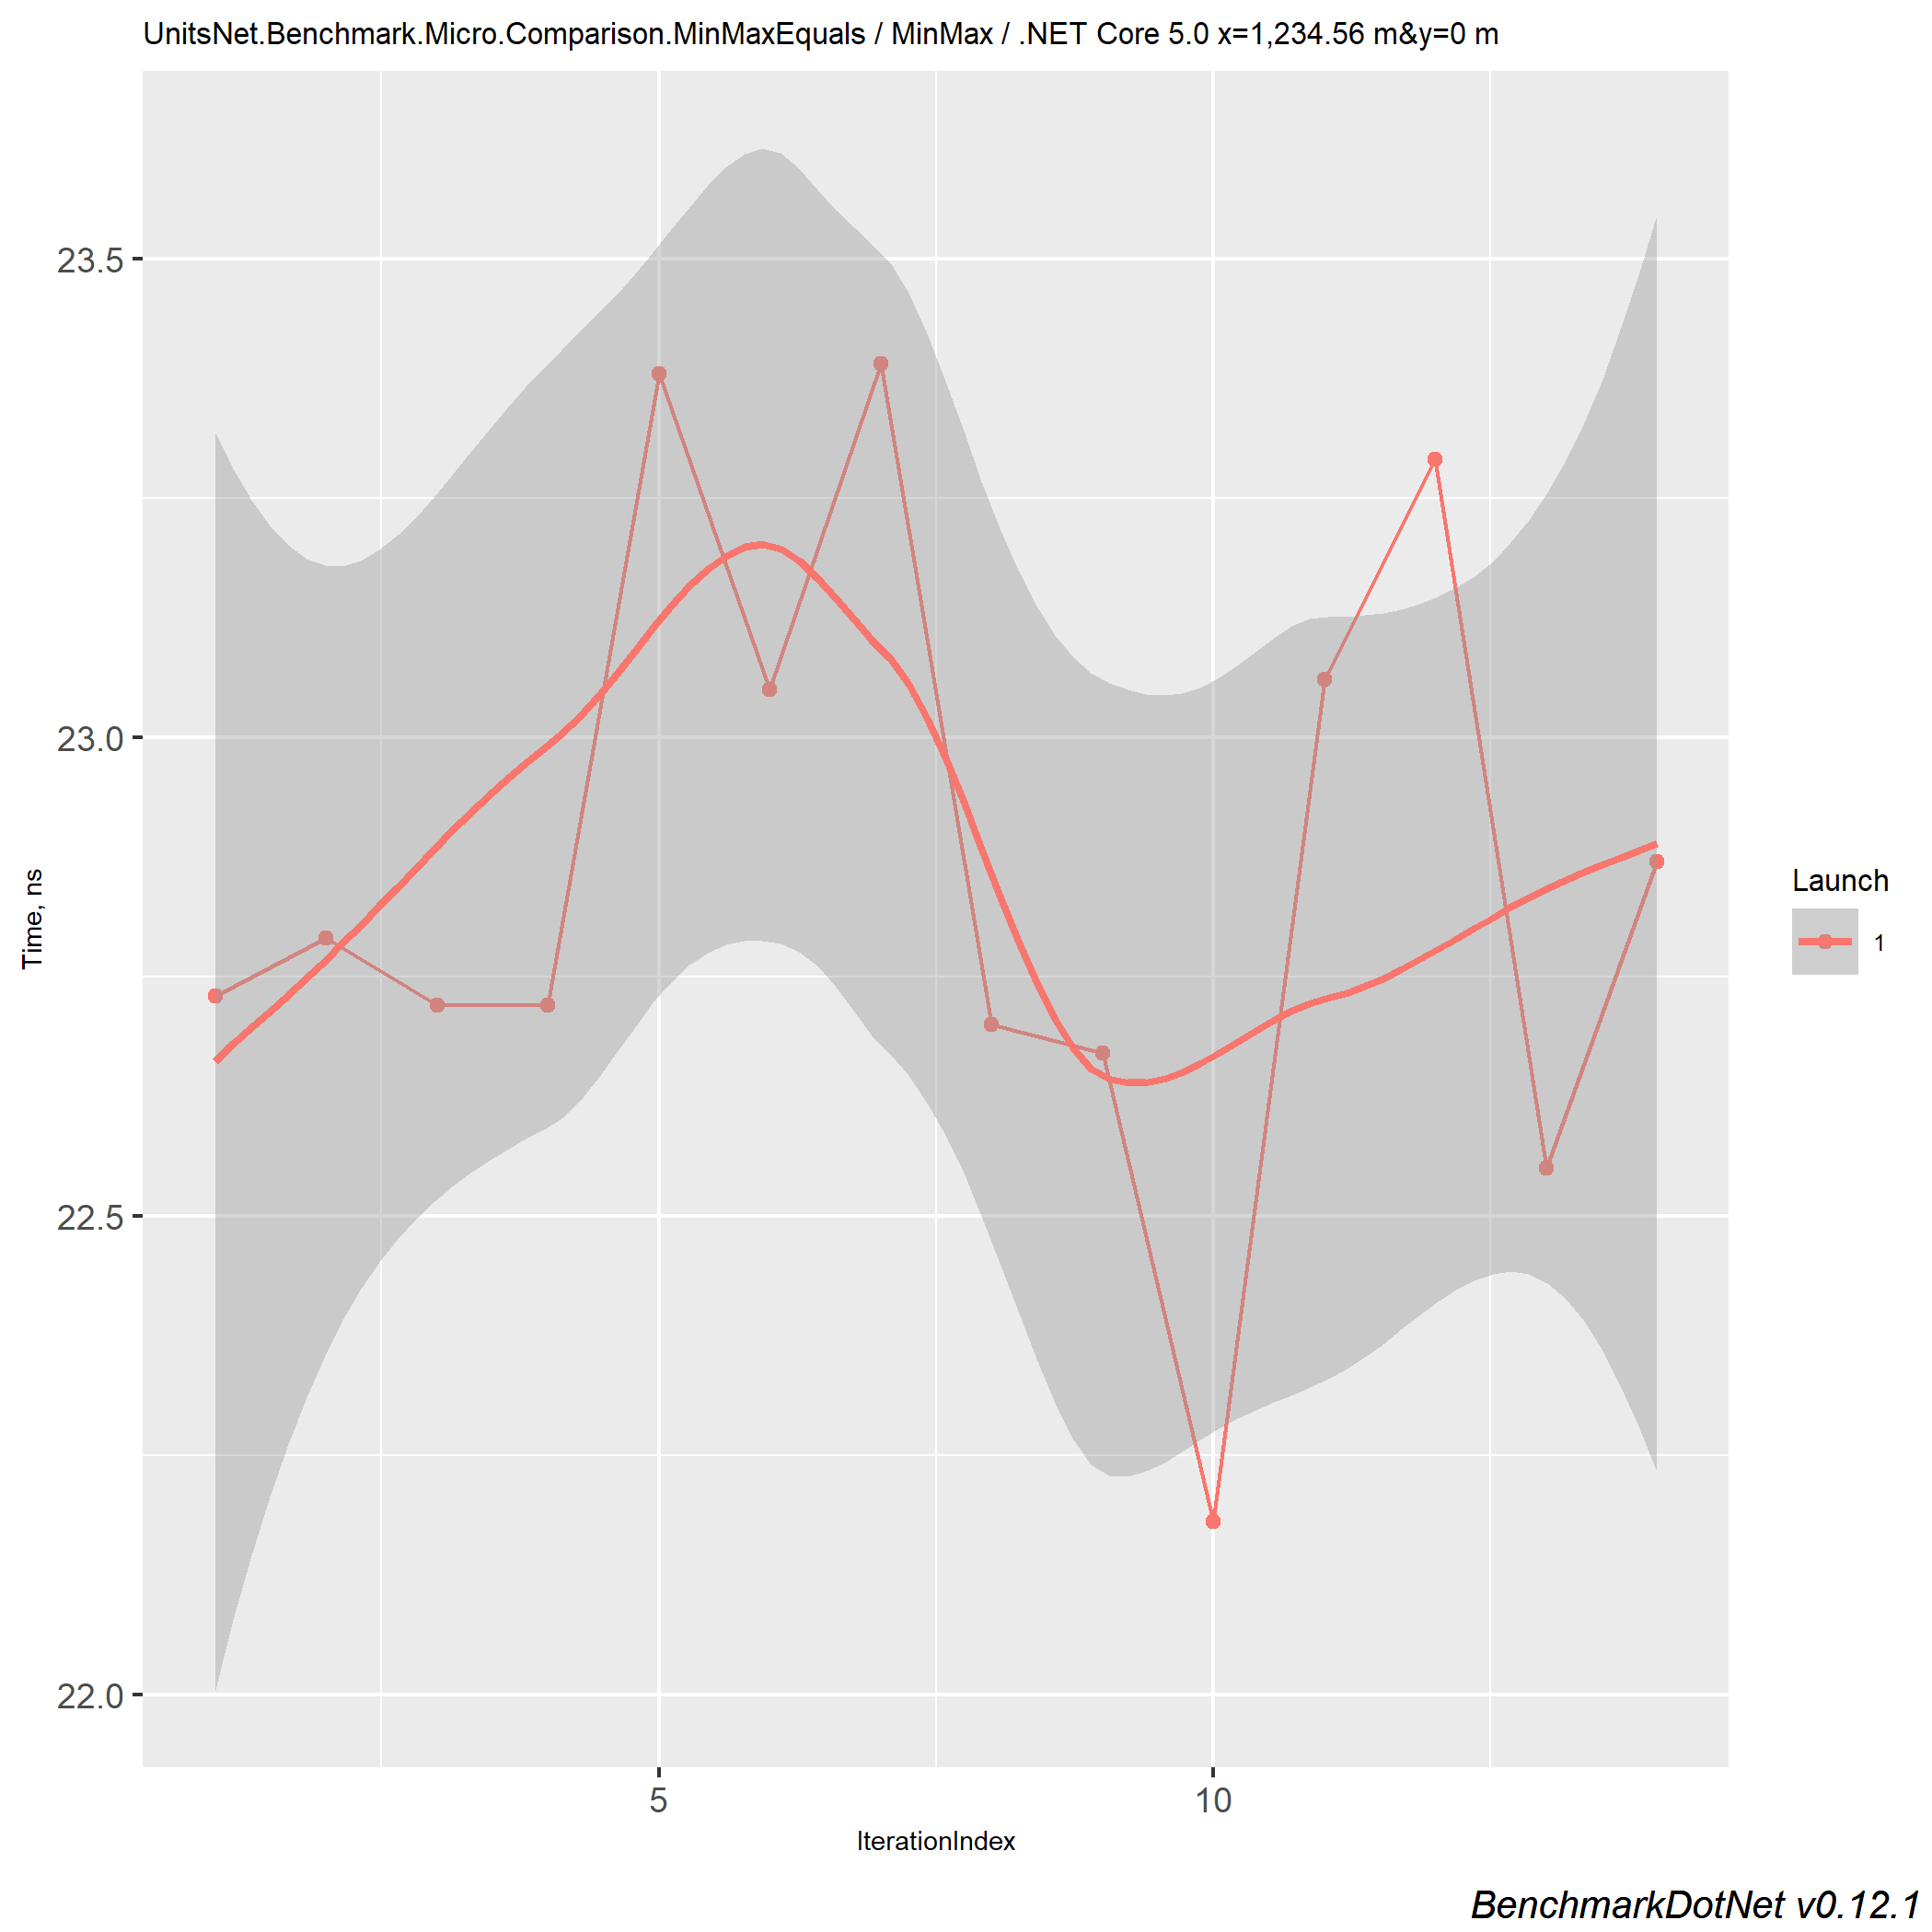 UnitsNet.Benchmark.Micro.Comparison.MinMaxEquals / MinMax / .NET Core 5.0 x=1,234.56 m&y=0 m
23.5
23.0
22.5
22.0
Time, ns
5
10
IterationIndex
Launch
1
BenchmarkDotNet v0.12.1